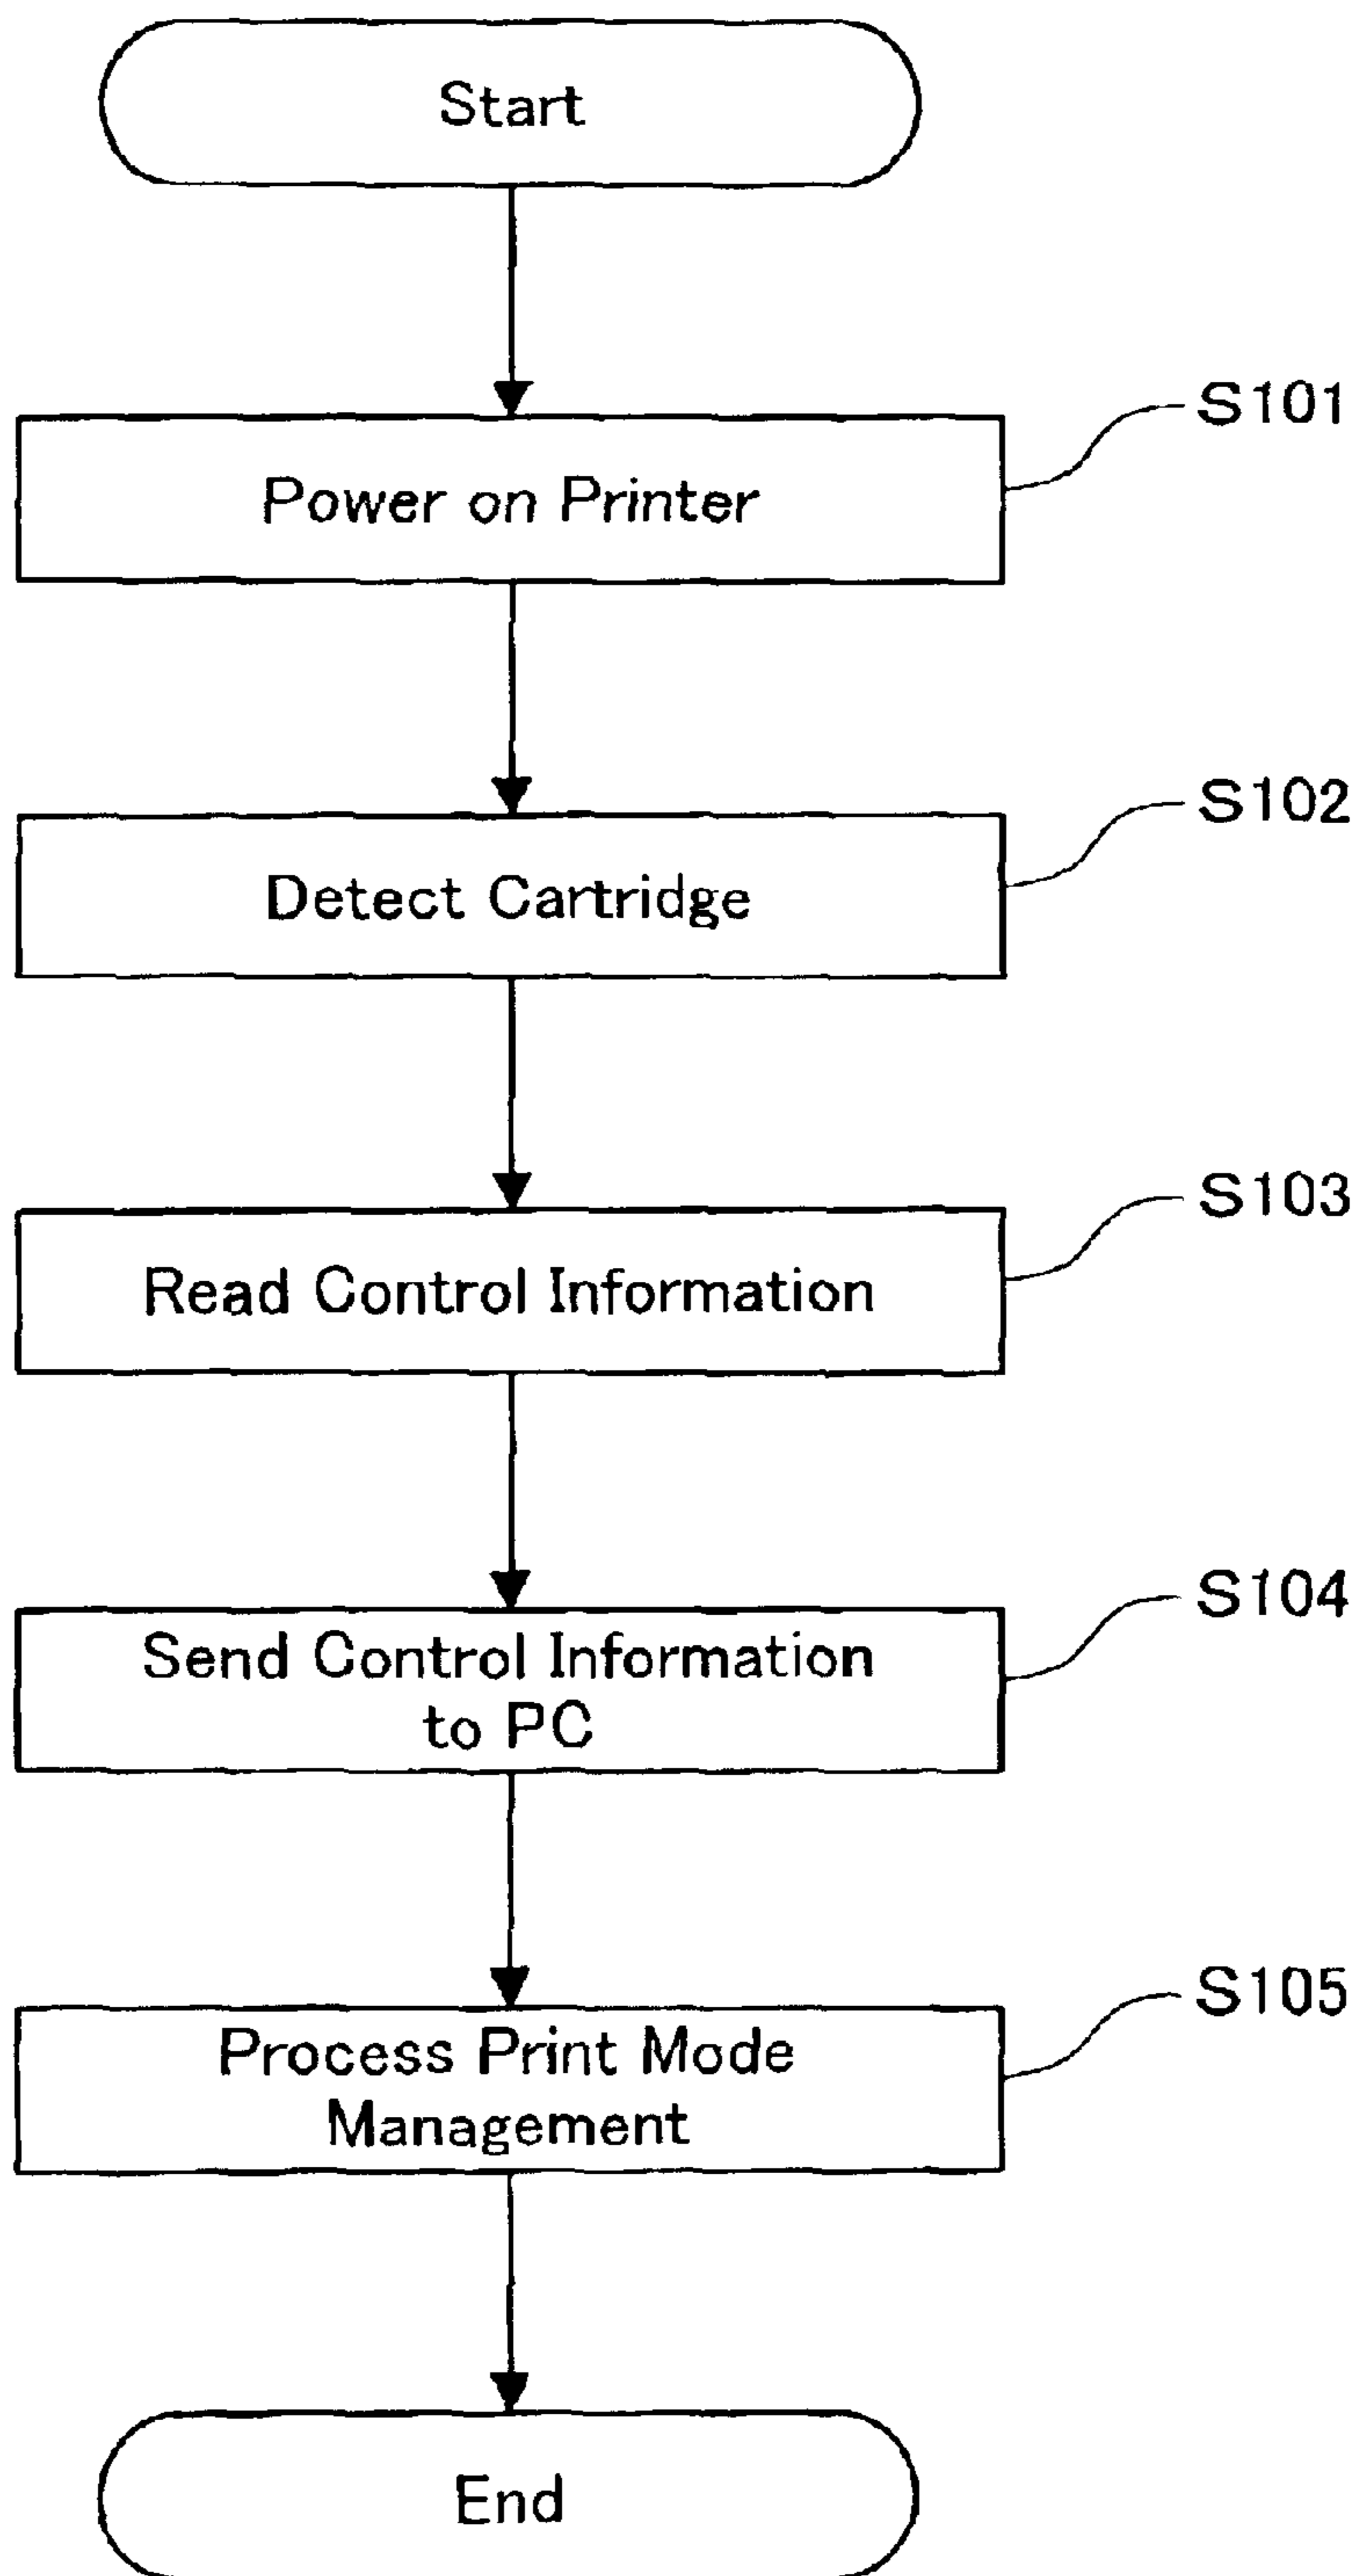 Start
S101
Power on Printer
S102
Detect Cartridge
S103
Read Control Information
S104
Send Control Information
to PC
S105
Process Print Mode
Management
End